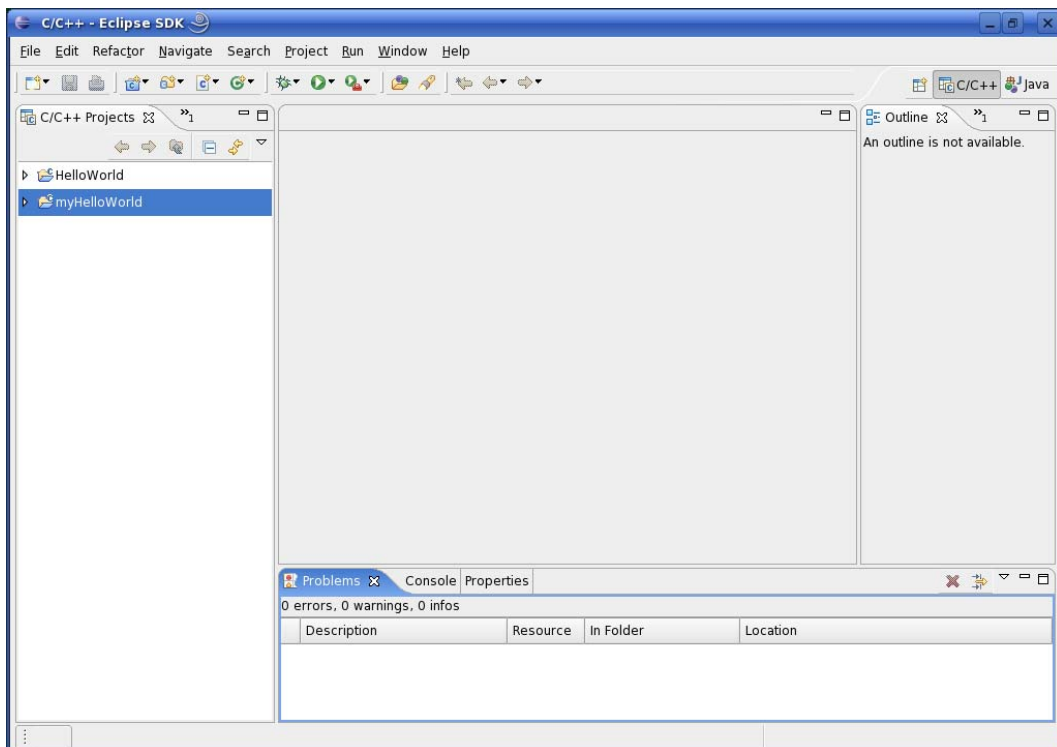 C/C++ - Eclipse SDK
File Edit Refactor Navigate Search Project Run Window Help
C/C++ Java
C/C++ Projects »1
Outline »1
An outline is not available.
HelloWorld
myHelloWorld
Problems Console Properties
0 errors, 0 warnings, 0 infos
Description Resource In Folder Location